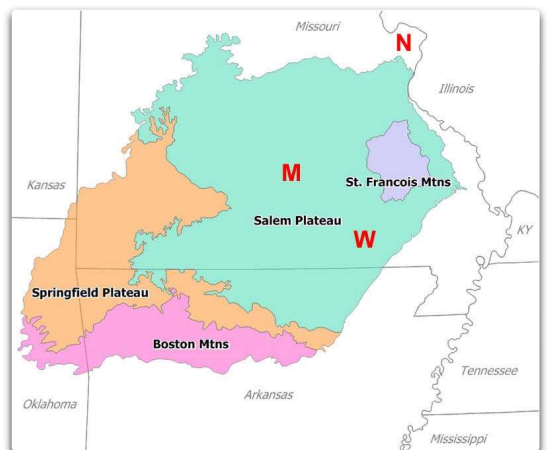 Missouri
N
Illinois
M
Kansas
St. Francois Mtns
Salem Plateau
KY
W
Springfield Plateau
Boston Mtns
Tennessee
Arkansas
Oklahoma
Mississippi